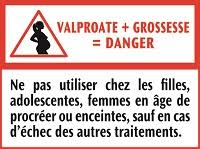 VALPROATE + GROSSESSE
= DANGER
Ne pas utiliser chez les filles,
adolescentes, femmes en âge de
procréer ou enceintes, sauf en cas
d'échec des autres traitements.